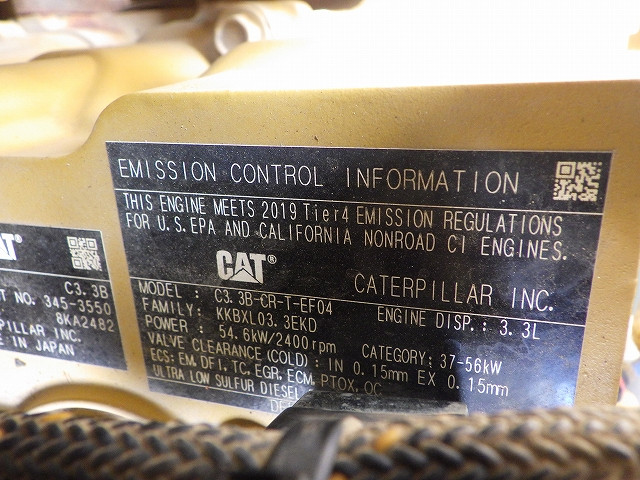 EMISSION CONTROL INFORMATION
THIS ENGINE MEETS 2019 Tier4 EMISSION REGULATIONS
FOR U.S.EPA AND CALIFORNIA NONROAD CI ENGINES.
CAT
CATERPILLAR INC.
MODEL : C3.3B-CR-T-EF04
ENGINE DISP.: 3.3L
FAMILY: KKBXL03.3EKD
POWER : 54.6kW/2400rpm
CATEGORY: 37-56kW
VALVE CLEARANCE (COLD): IN 0.15mm EX 0.15mm
ECS: EM, DFI, TC, EGR, ECM, PTOX, OC
ULTRA LOW SULFUR DIESEL
AT
C3.3B
NO. 345-3550
8KA2482
PILLAR INC.
IN JAPAN